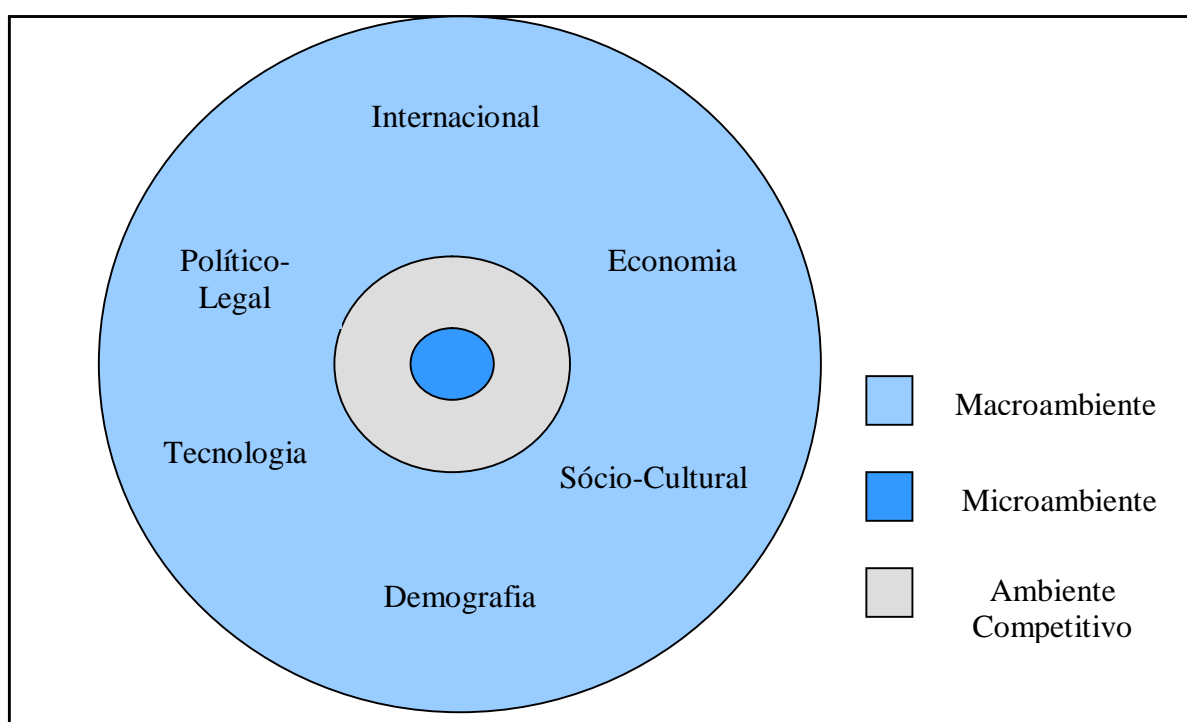 Internacional
Político-
Legal
Economia
Tecnologia
Sócio-Cultural
Demografia
Macroambiente
Microambiente
Ambiente
Competitivo